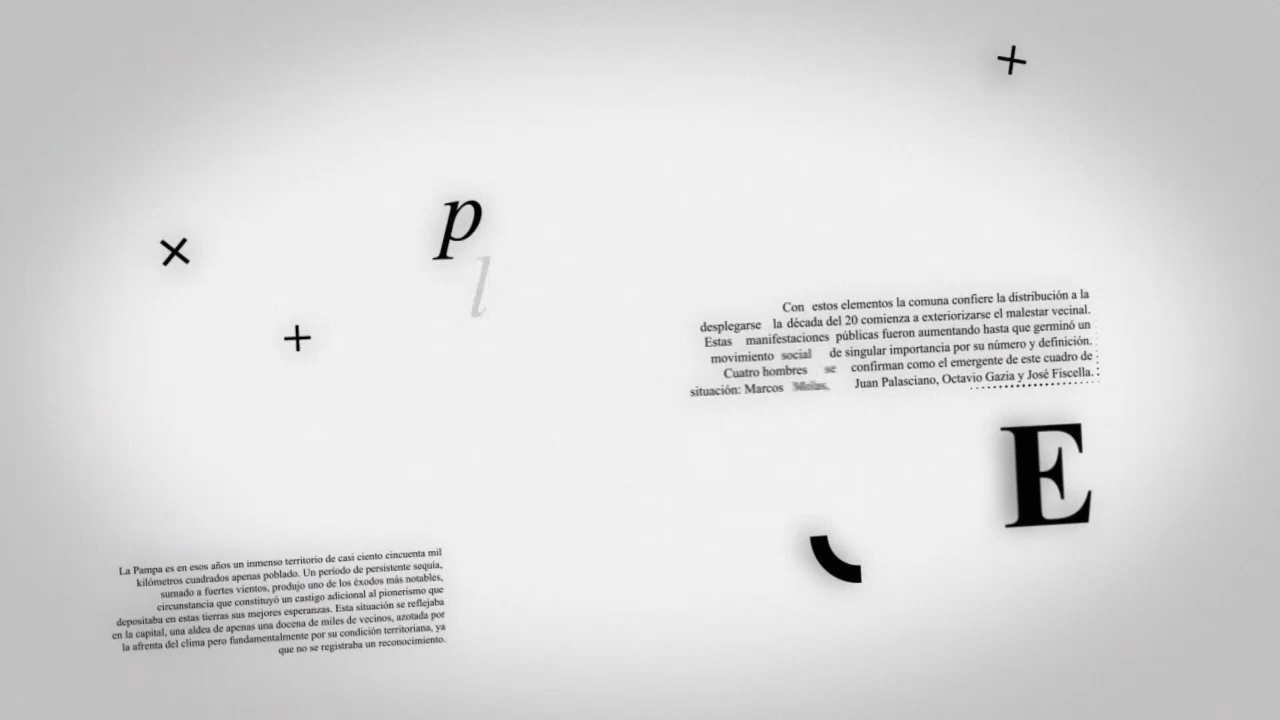 p
l
Con estos elementos la comuna confiere la distribución a la
desplegarse la década del 20 comienza a exteriorizarse el malestar vecinal.
Estas manifestaciones públicas fueron aumentando hasta que germinó un
movimiento social de singular importancia por su número y definición.
Cuatro hombres se confirman como el emergente de este cuadro de
situación: Marcos Juan Palasciano, Octavio Gazia y José Fiscella.
E
La Pampa es en esos años un inmenso territorio de casi ciento cincuenta mil
kilómetros cuadrados apenas poblado. Un período de persistente sequía,
sumado a fuertes vientos, produjo uno de los éxodos más notables,
circunstancia que constituyó un castigo adicional al pionerismo que
depositaba en estas tierras sus mejores esperanzas. Esta situación se reflejaba
en la capital, una aldea de apenas una docena de miles de vecinos, azotada por
la afrenta del clima pero fundamentalmente por su condición territoriana, ya
que no se registraba un reconocimiento.